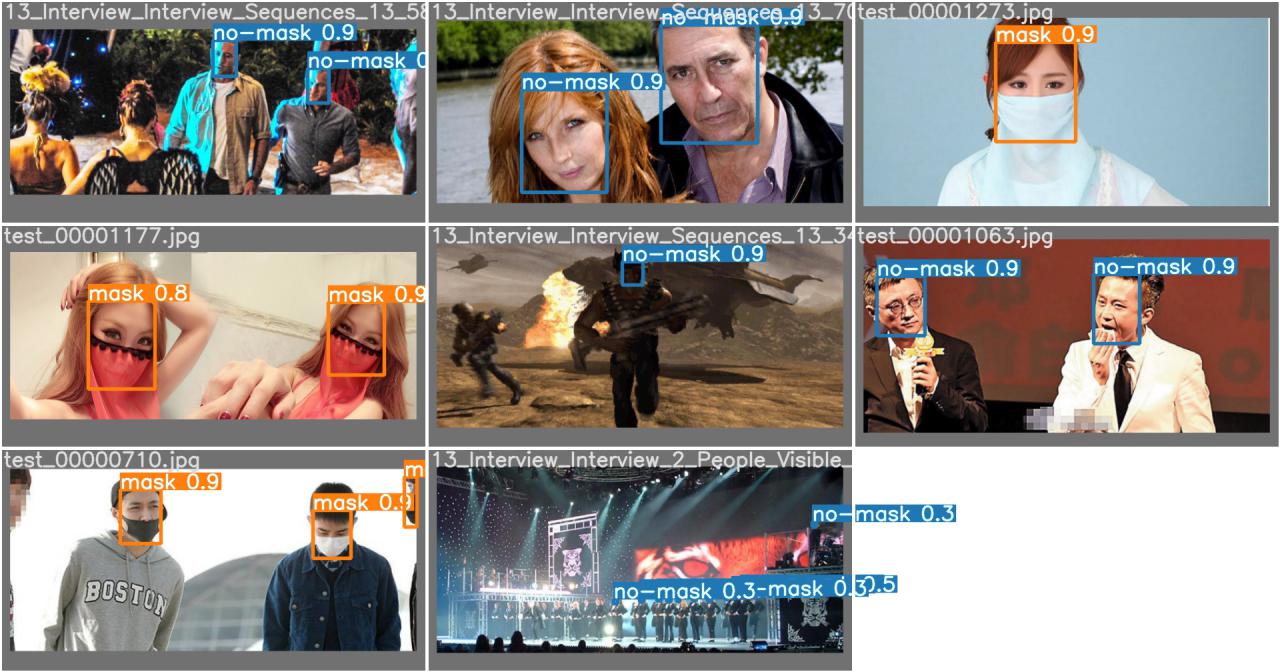 13_Interview_Interview_Sequences_13_58
no-mask 0.9
no-mask 0
13_Interview_Interview_Sequences_13_70
no-mask 0.9
no-mask 0.9
test_00001273.jpg
mask 0.9
test_00001177.jpg
mask 0.8
mask 0.9
13_Interview_Interview_Sequences_13_34
no-mask 0.9
test_00001063.jpg
no-mask 0.9
no-mask 0.9
test_00000710.jpg
mask 0.9
mask 0.9
m
BOSTON
13_Interview_Interview_2_People_Visible_
no-mask 0.3
no-mask 0.3
-mask 0.3
0.5